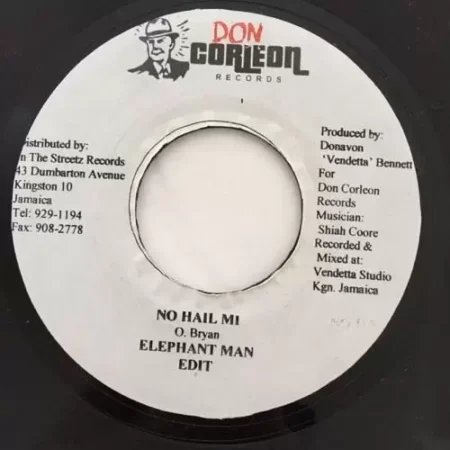 DON
CORLEON
RECORDS
istributed by:
n The Streetz Records
43 Dumbarton Avenue
Kingston 10
Jamaica
Tel: 929-1194
Fax: 908-2778
Produced by:
Donavon
'Vendetta' Bennett
For
Don Corleon
Records
Musician:
Shiah Coore
Recorded &
Mixed at:
Vendetta Studio
Kgn. Jamaica
NO HAIL MI
O. Bryan
ELEPHANT MAN
EDIT